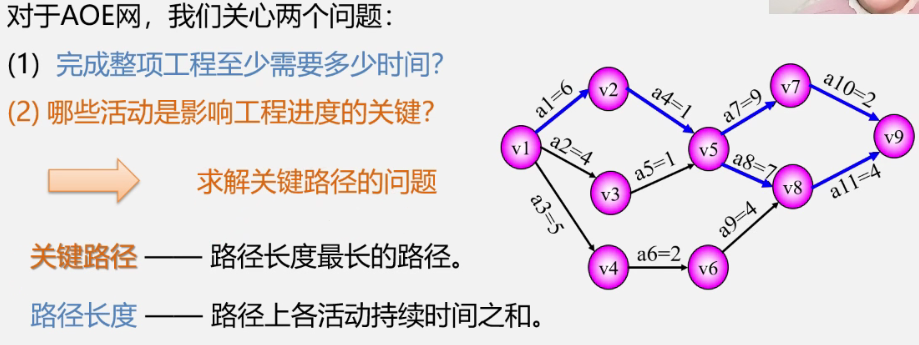 对于AOE网，我们关心两个问题：
(1) 完成整项工程至少需要多少时间？
(2) 哪些活动是影响工程进度的关键？
求解关键路径的问题
关键路径 —— 路径长度最长的路径。
路径长度 —— 路径上各活动持续时间之和。
v1
v2
v3
v4
v5
v6
v7
v8
v9
a1=6
a2=4
a3=5
a4=1
a5=1
a6=2
a7=9
a8=7
a9=4
a10=2
a11=4